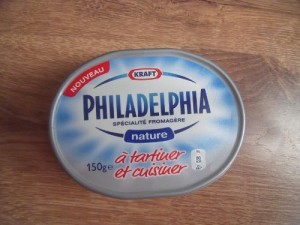 NOUVEAU
KRAFT
PHILADELPHIA
SPÉCIALITÉ FROMAGÈRE
nature
150g e
à tartiner
et cuisiner